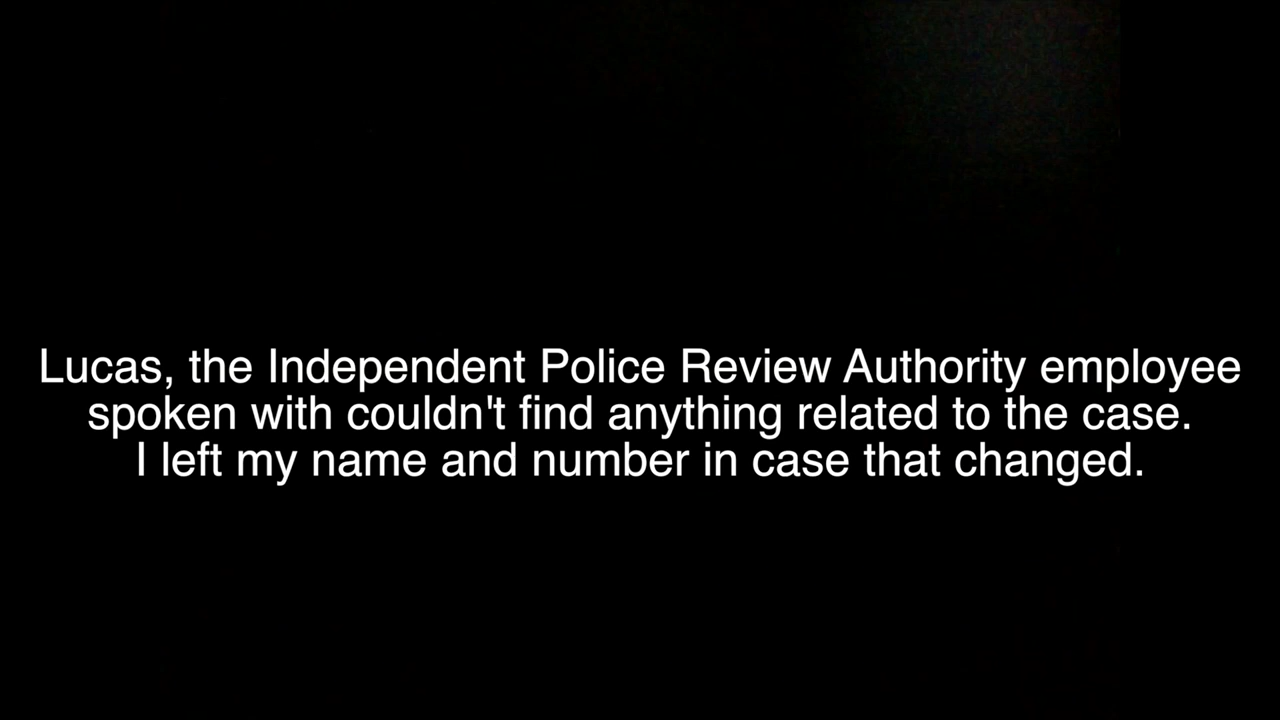 Lucas, the Independent Police Review Authority employee
spoken with couldn't find anything related to the case.
I left my name and number in case that changed.